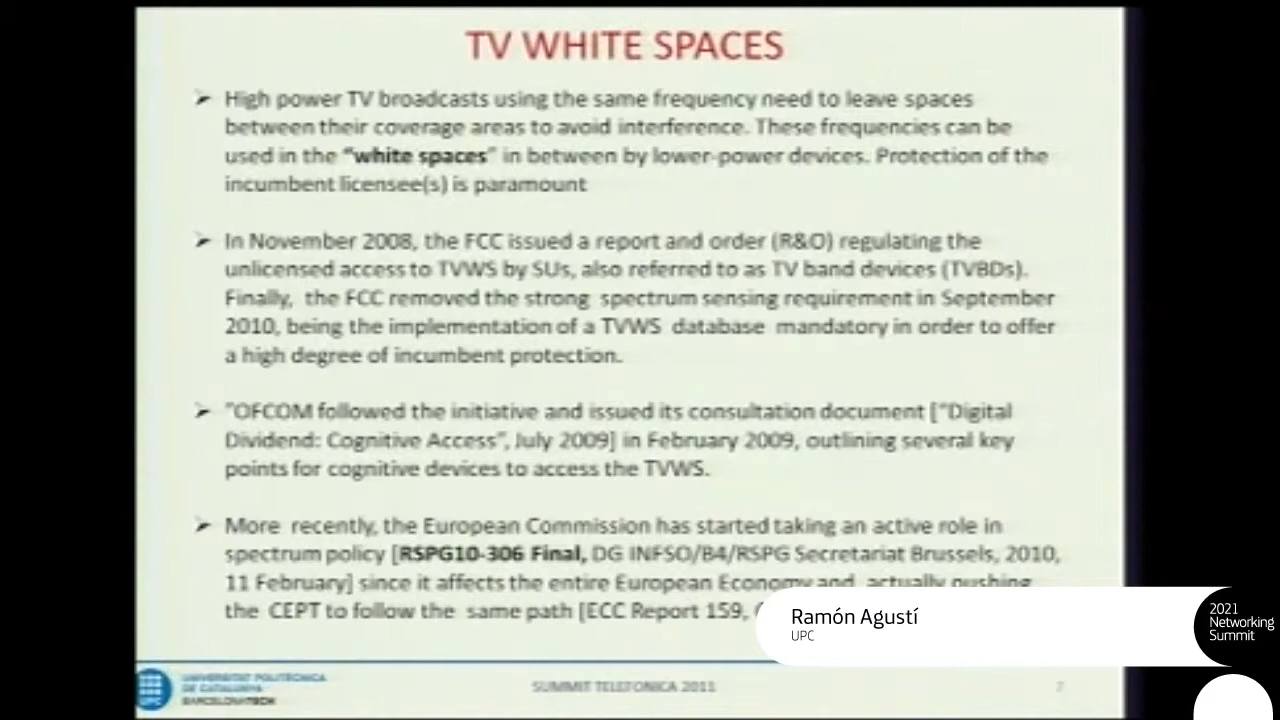 TV WHITE SPACES
➢ High power TV broadcasts using the same frequency need to leave spaces
between their coverage areas to avoid interference. These frequencies can be
used in the "white spaces" in between by lower-power devices. Protection of the
incumbent licensee(s) is paramount
➢ In November 2008, the FCC issued a report and order (R&O) regulating the
unlicensed access to TVWS by SUs, also referred to as TV band devices (TVBDs).
Finally, the FCC removed the strong spectrum sensing requirement in September
2010, being the implementation of a TVWS database mandatory in order to offer
a high degree of incumbent protection.
➢ "OFCOM followed the initiative and issued its consultation document ["Digital
Dividend: Cognitive Access", July 2009] in February 2009, outlining several key
points for cognitive devices to access the TVWS.
➢ More recently, the European Commission has started taking an active role in
spectrum policy [RSPG10-306 Final, DG INFSO/B4/RSPG Secretariat Brussels, 2010,
11 February] since it affects the entire European Economy and actually pushing
the CEPT to follow the same path [ECC Report 159,
Ramón Agustí
UPC
2021
Networking
Summit
UNIVERSITAT POLITÈCNICA
DE CATALUNYA
BARCELONATECH
UPC
SUMMIT TELEFONICA 2011
7